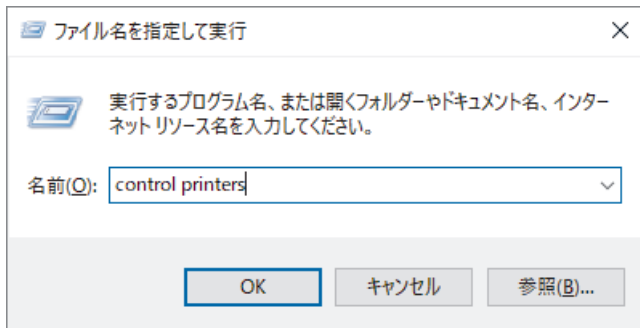 ファイル名を指定して実行
実行するプログラム名、または開くフォルダーやドキュメント名、インター
ネット リソース名を入力してください。
名前(O): control printers
OK キャンセル 参照(B)...